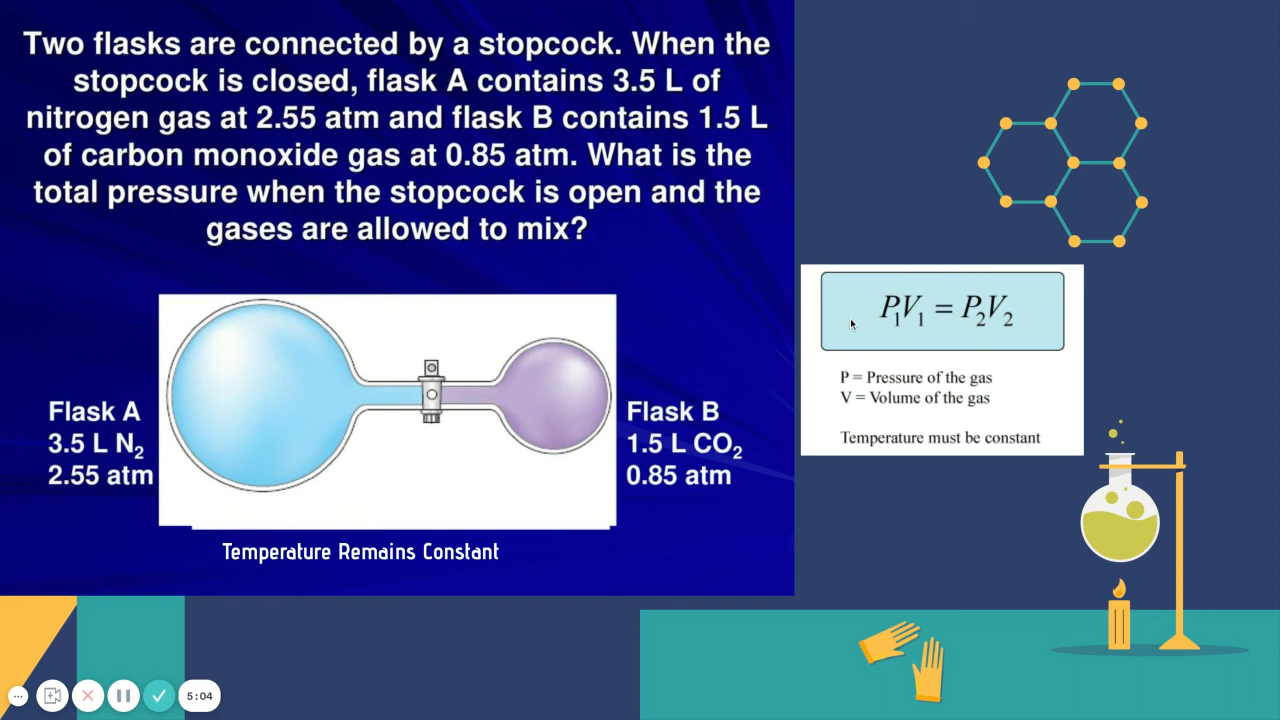 Two flasks are connected by a stopcock. When the
stopcock is closed, flask A contains 3.5 L of
nitrogen gas at 2.55 atm and flask B contains 1.5 L
of carbon monoxide gas at 0.85 atm. What is the
total pressure when the stopcock is open and the
gases are allowed to mix?
Flask A
3.5 L N₂
2.55 atm
Flask B
1.5 L CO₂
0.85 atm
Temperature Remains Constant
P₁V₁ = P₂V₂
P = Pressure of the gas
V = Volume of the gas
Temperature must be constant
5:04